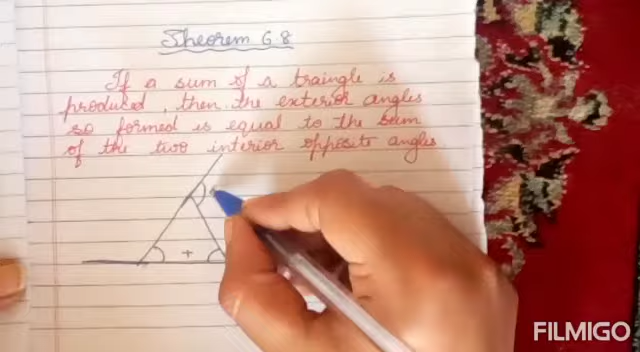 Theorem 6.8
If a sum of a traingle is
produced, then the exterior angles
so formed is equal to the sum
of the two interior opposite angles
+
FILMIGO